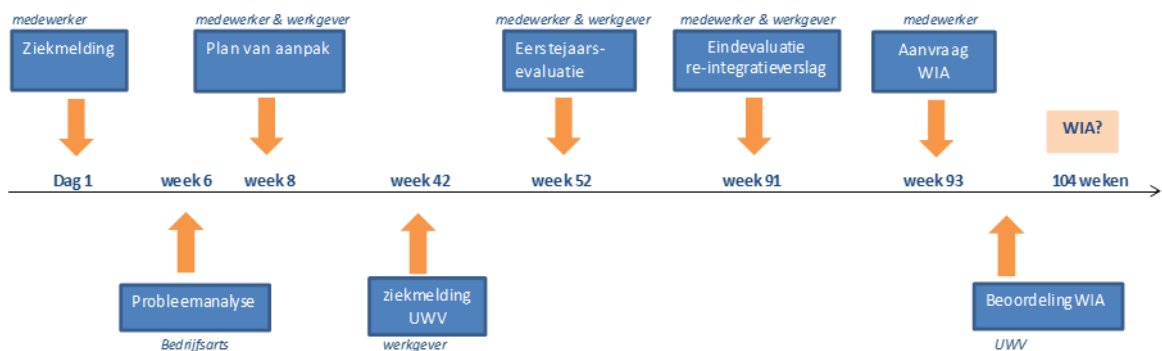 medewerker
Ziekmelding
medewerker & werkgever
Plan van aanpak
medewerker & werkgever
Eerstejaars-
evaluatie
medewerker & werkgever
Eindevaluatie
re-integratieverslag
medewerker
Aanvraag
WIA
WIA?
Dag 1
week 6
week 8
week 42
week 52
week 91
week 93
104 weken
Probleemanalyse
Bedrijfsarts
ziekmelding
UWV
werkgever
Beoordeling WIA
UWV